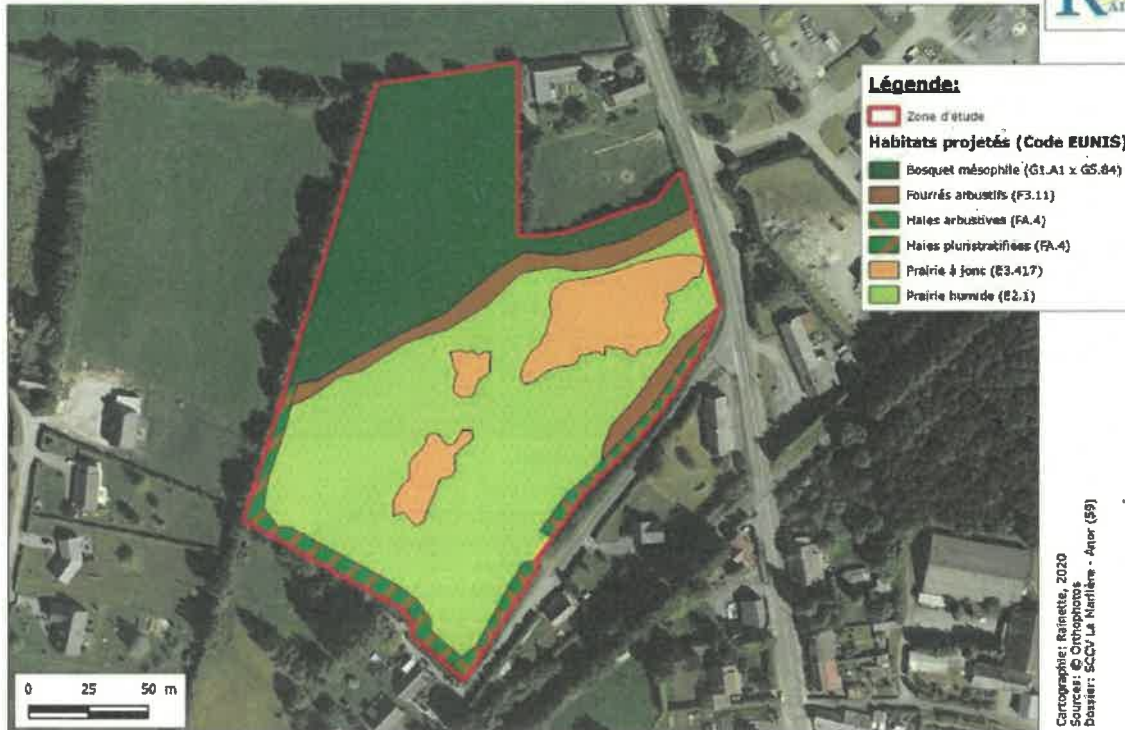 Légende:
Zone d'étude
Habitats projetés (Code EUNIS)
Bosquet mésophile (G1.A1 x G5.84)
Fourrés arbustifs (F3.11)
Haies arbustives (FA.4)
Haies pluristratifiées (FA.4)
Prairie à jonc (E3.417)
Prairie humide (E2.1)
0 25 50 m
Cartographie: Rainette, 2020
Sources: © Orthophotos
Dossier: SCCV La Marlière - Anor (59)